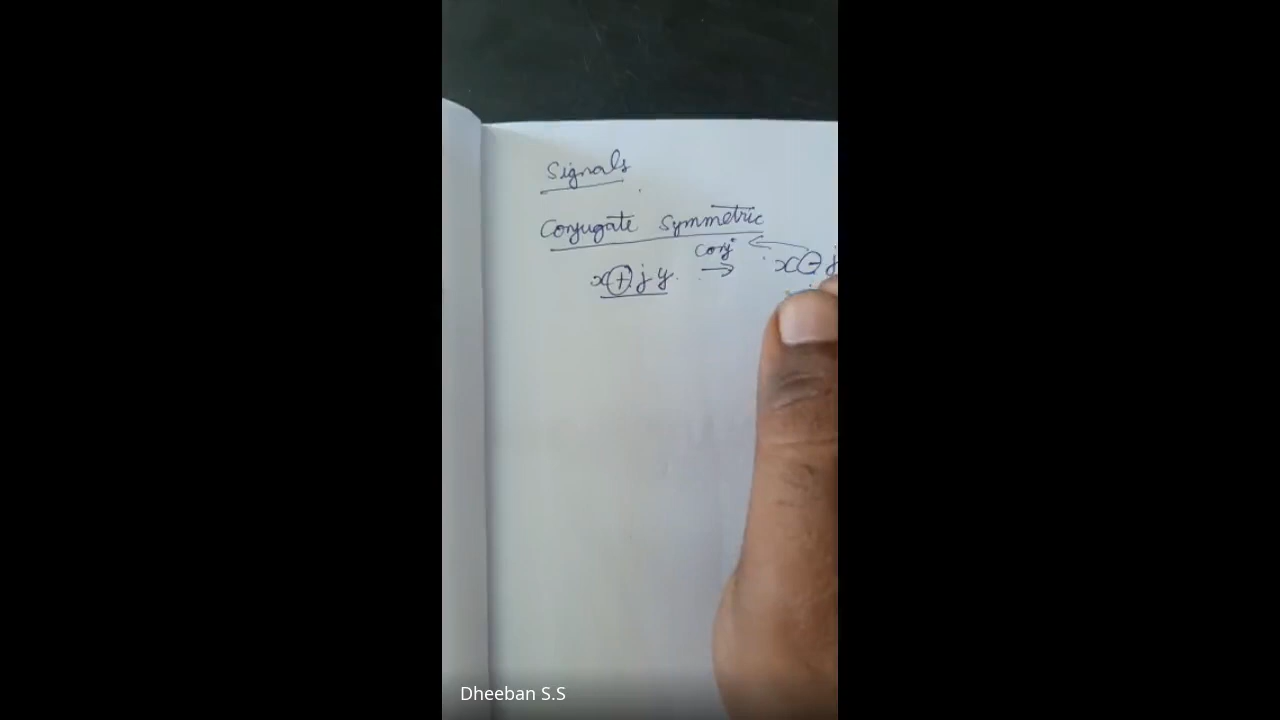 Signals
Conjugate Symmetric
conj
x+jy → x-j
Dheeban S.S